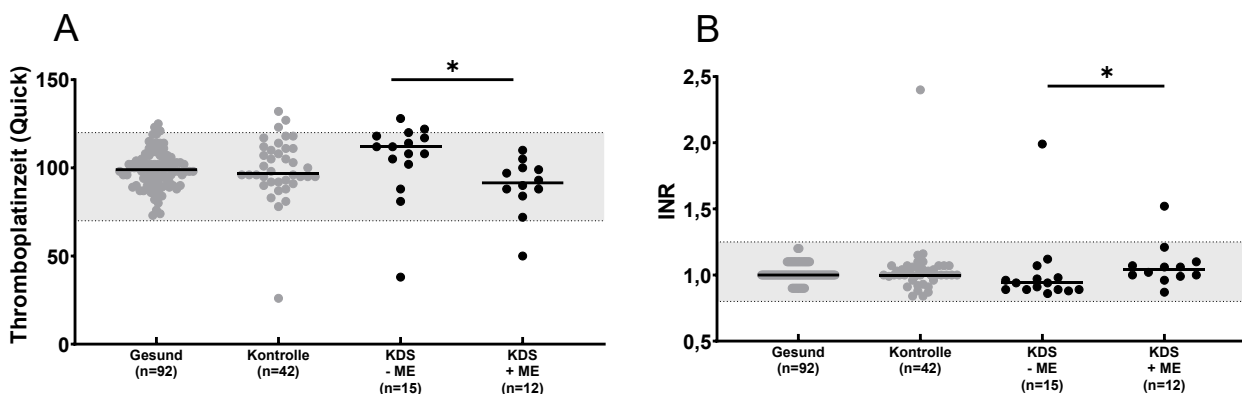 A
Thromboplatinzeit (Quick)
150
100
50
0
*
Gesund
(n=92)
Kontrolle
(n=42)
KDS
- ME
(n=15)
KDS
+ ME
(n=12)
B
INR
2,5
2,0
1,5
1,0
0,5
*
Gesund
(n=92)
Kontrolle
(n=42)
KDS
- ME
(n=15)
KDS
+ ME
(n=12)